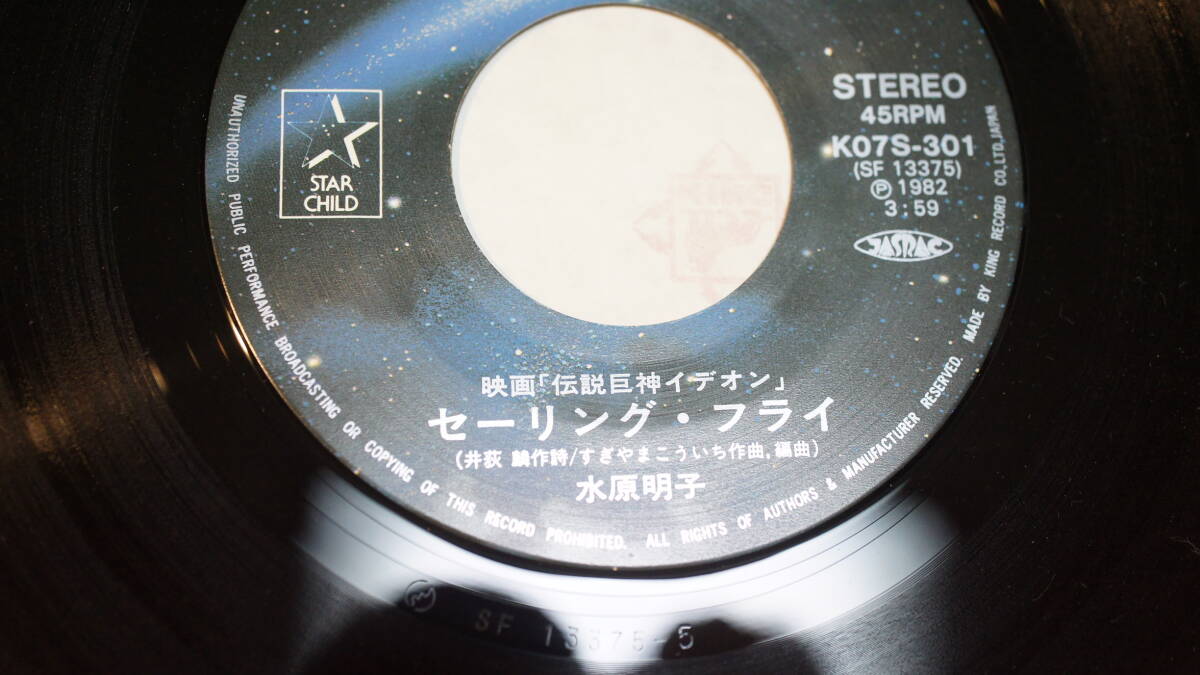 STAR
CHILD
STEREO
45RPM
K07S-301
(SF 13375)
Ⓟ 1982
3:59
JASRAC
映画「伝説巨神イデオン」
セーリング・フライ
(井荻 麟作詩/すぎやまこういち作曲,編曲)
水原明子
UNAUTHORIZED PUBLIC PERFORMANCE BROADCASTING OR COPYING OF THIS RECORD PROHIBITED. ALL RIGHTS OF AUTHORS & MANUFACTURER RESERVED. MADE BY KING RECORD CO.,LTD,JAPAN
SF 13375-5